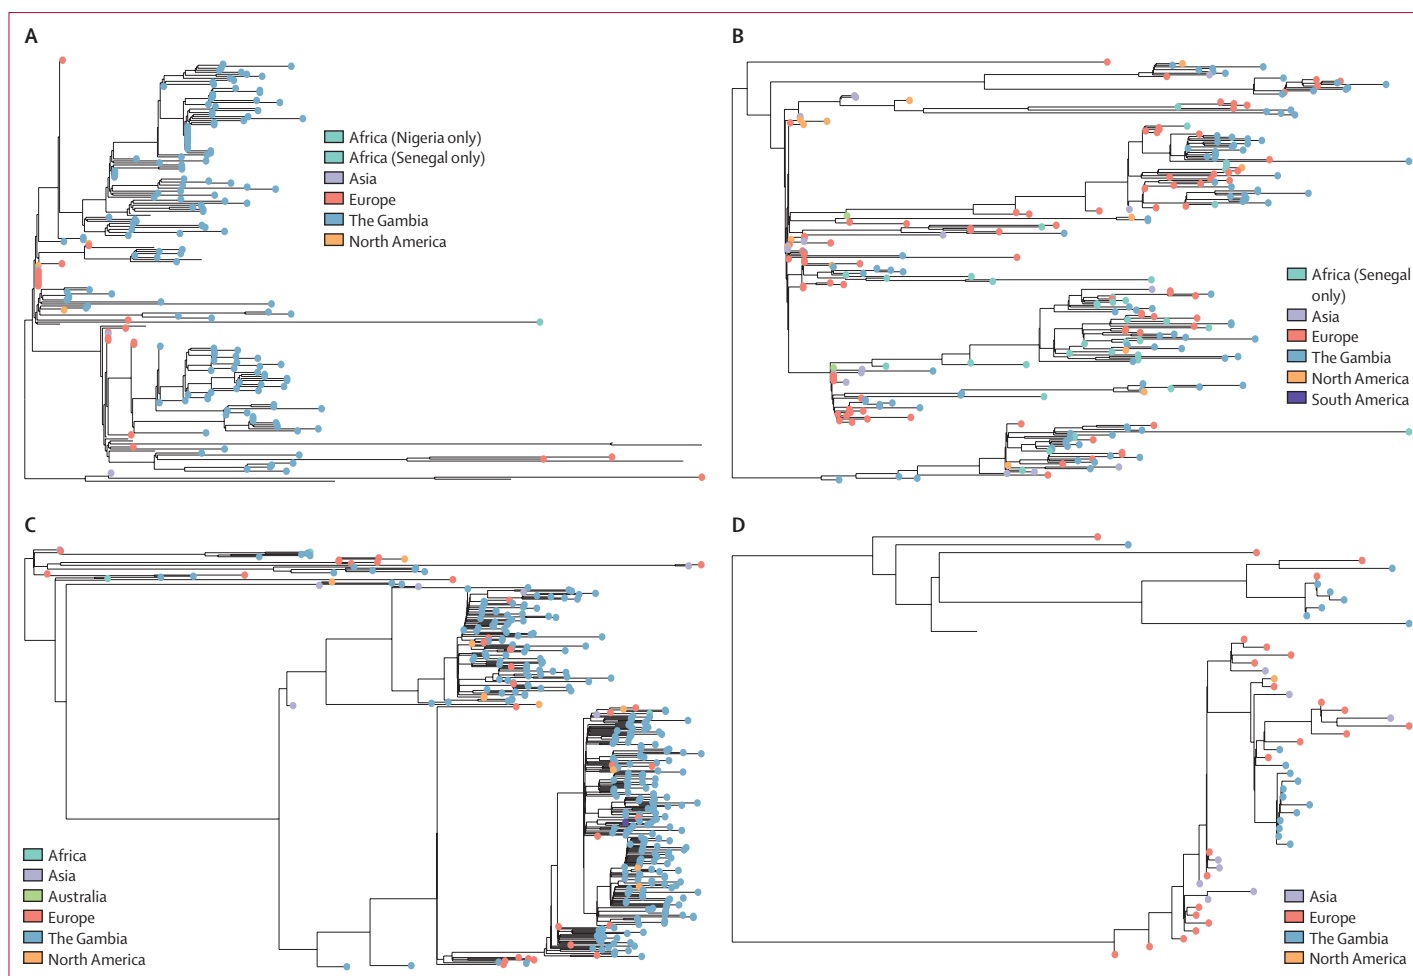 A
Africa (Nigeria only)
Africa (Senegal only)
Asia
Europe
The Gambia
North America
B
Africa (Senegal
only)
Asia
Europe
The Gambia
North America
South America
C
Africa
Asia
Australia
Europe
The Gambia
North America
D
Asia
Europe
The Gambia
North America